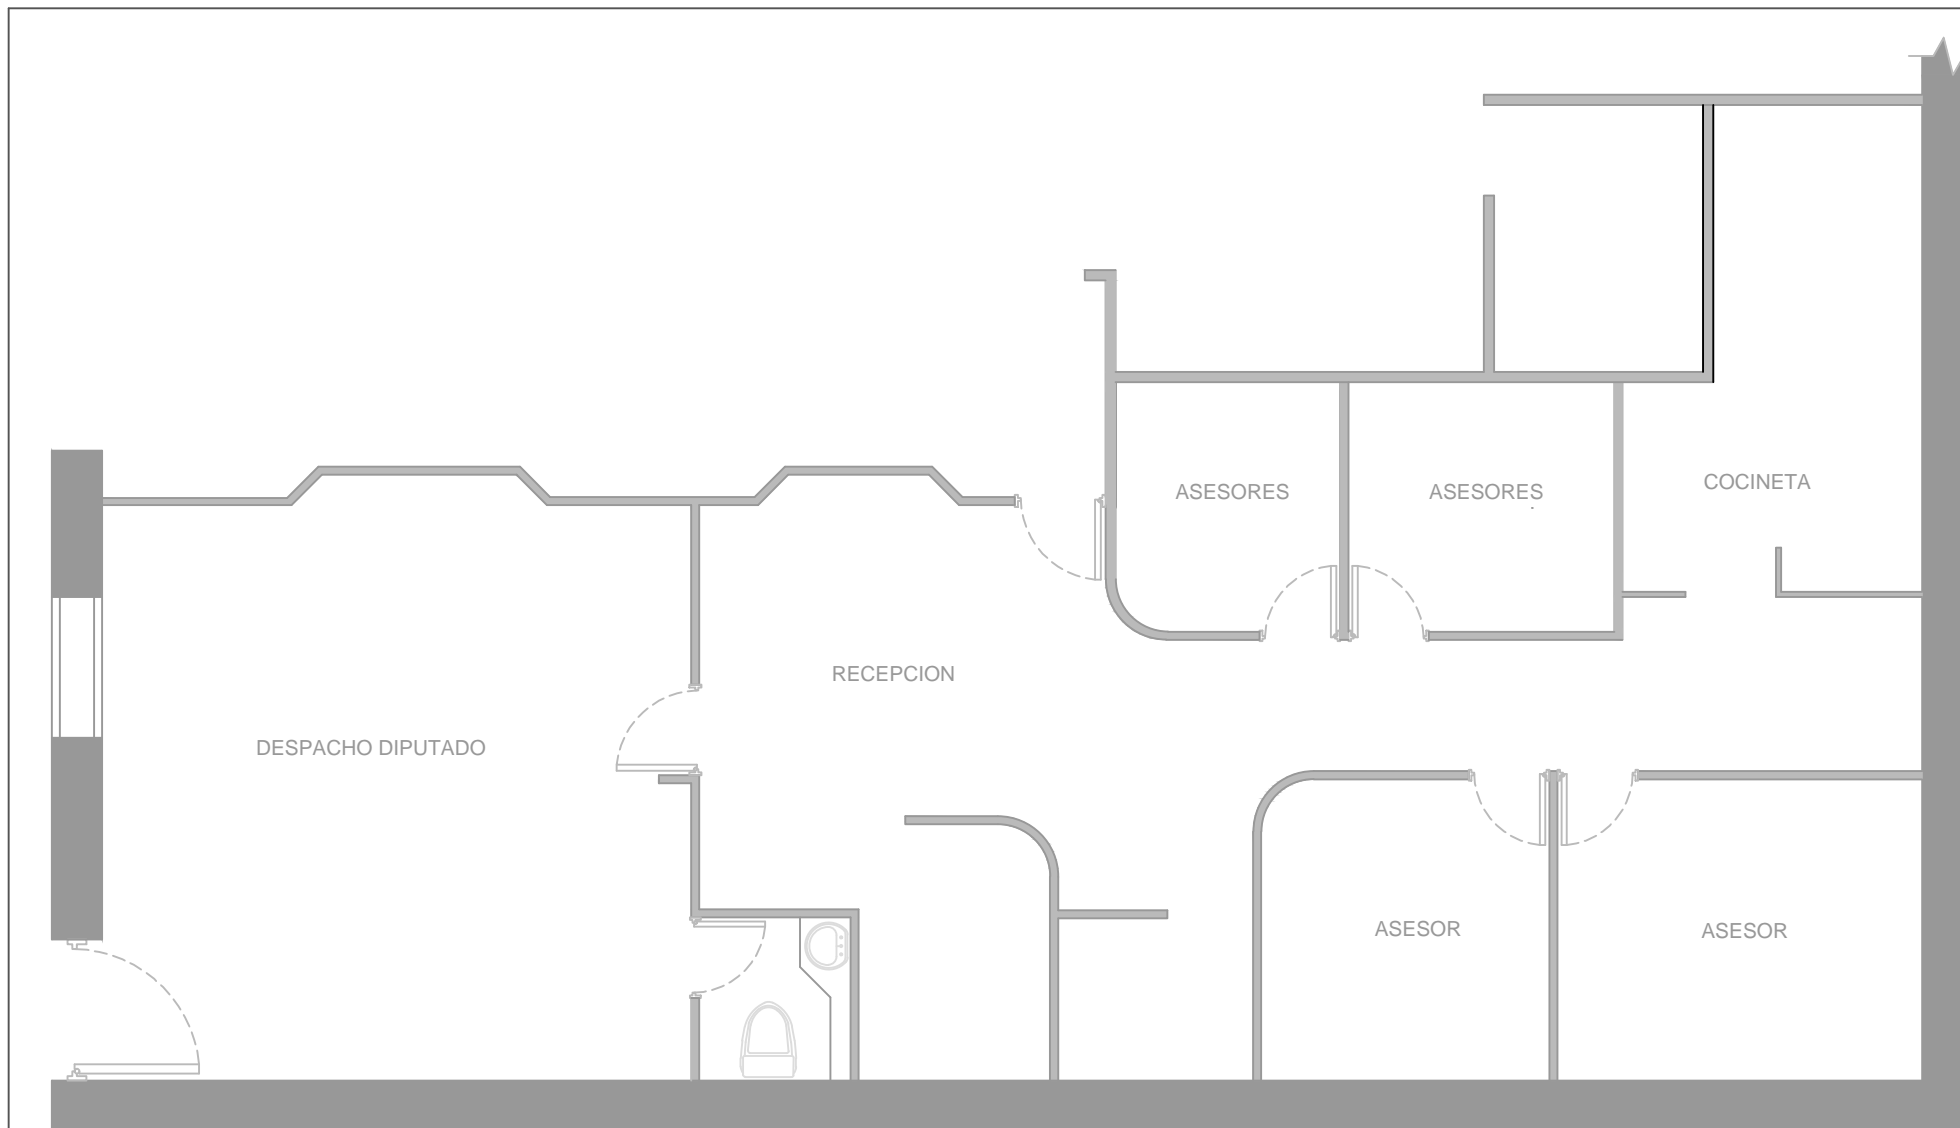 COCINETA
ASESORES
ASESORES
RECEPCION
DESPACHO DIPUTADO
ASESOR
ASESOR